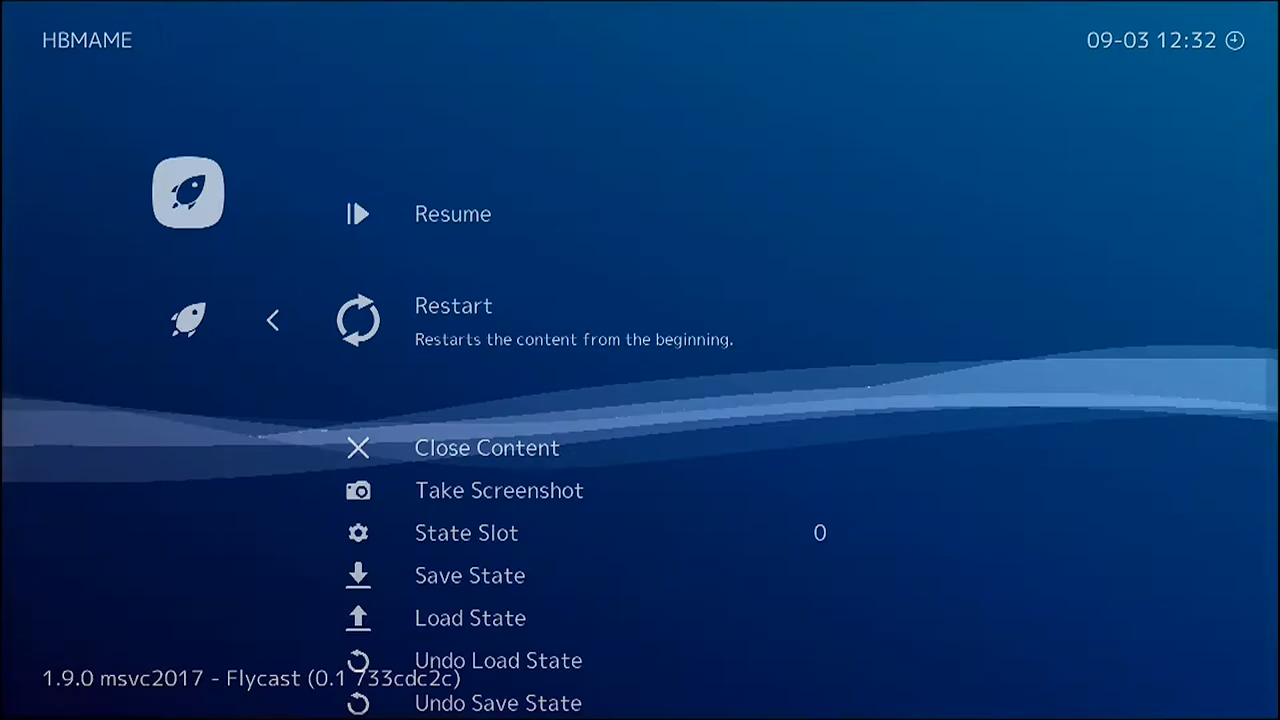 HBMAME
09-03 12:32
Resume
Restart
Restarts the content from the beginning.
Close Content
Take Screenshot
State Slot 0
Save State
Load State
Undo Load State
1.9.0 msvc2017 - Flycast (0.1 733cdc2c)
Undo Save State